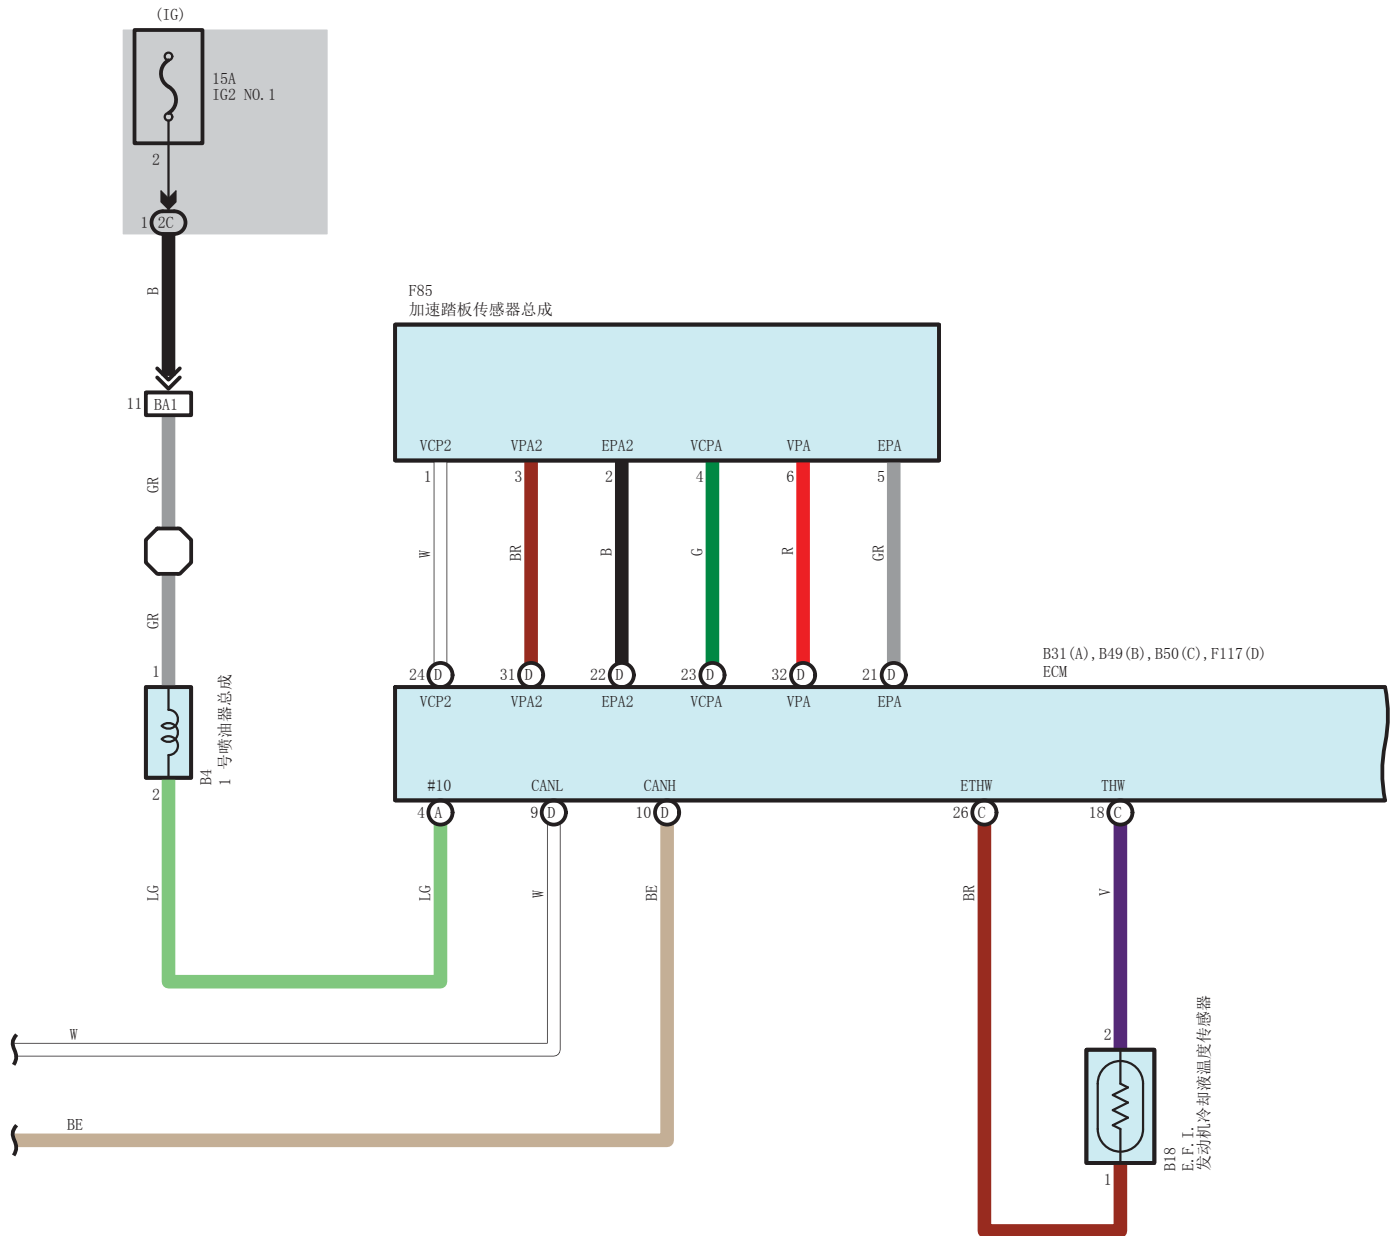 (IG)
15A
IG2 NO.1
2
1 2C
B
11 BA1
GR
GR
1
B4
1 号喷油器总成
2
LG
F85
加速踏板传感器总成
VCP2 VPA2 EPA2 VCPA VPA EPA
1 3 2 4 6 5
W BR B G R GR
24 D 31 D 22 D 23 D 32 D 21 D
B31(A),B49(B),B50(C),F117(D)
ECM
VCP2 VPA2 EPA2 VCPA VPA EPA
#10 CANL CANH ETHW THW
4 A 9 D 10 D 26 C 18 C
LG W BE BR V
W
BE
2
B18
E.F.I.
发动机冷却液温度传感器
1